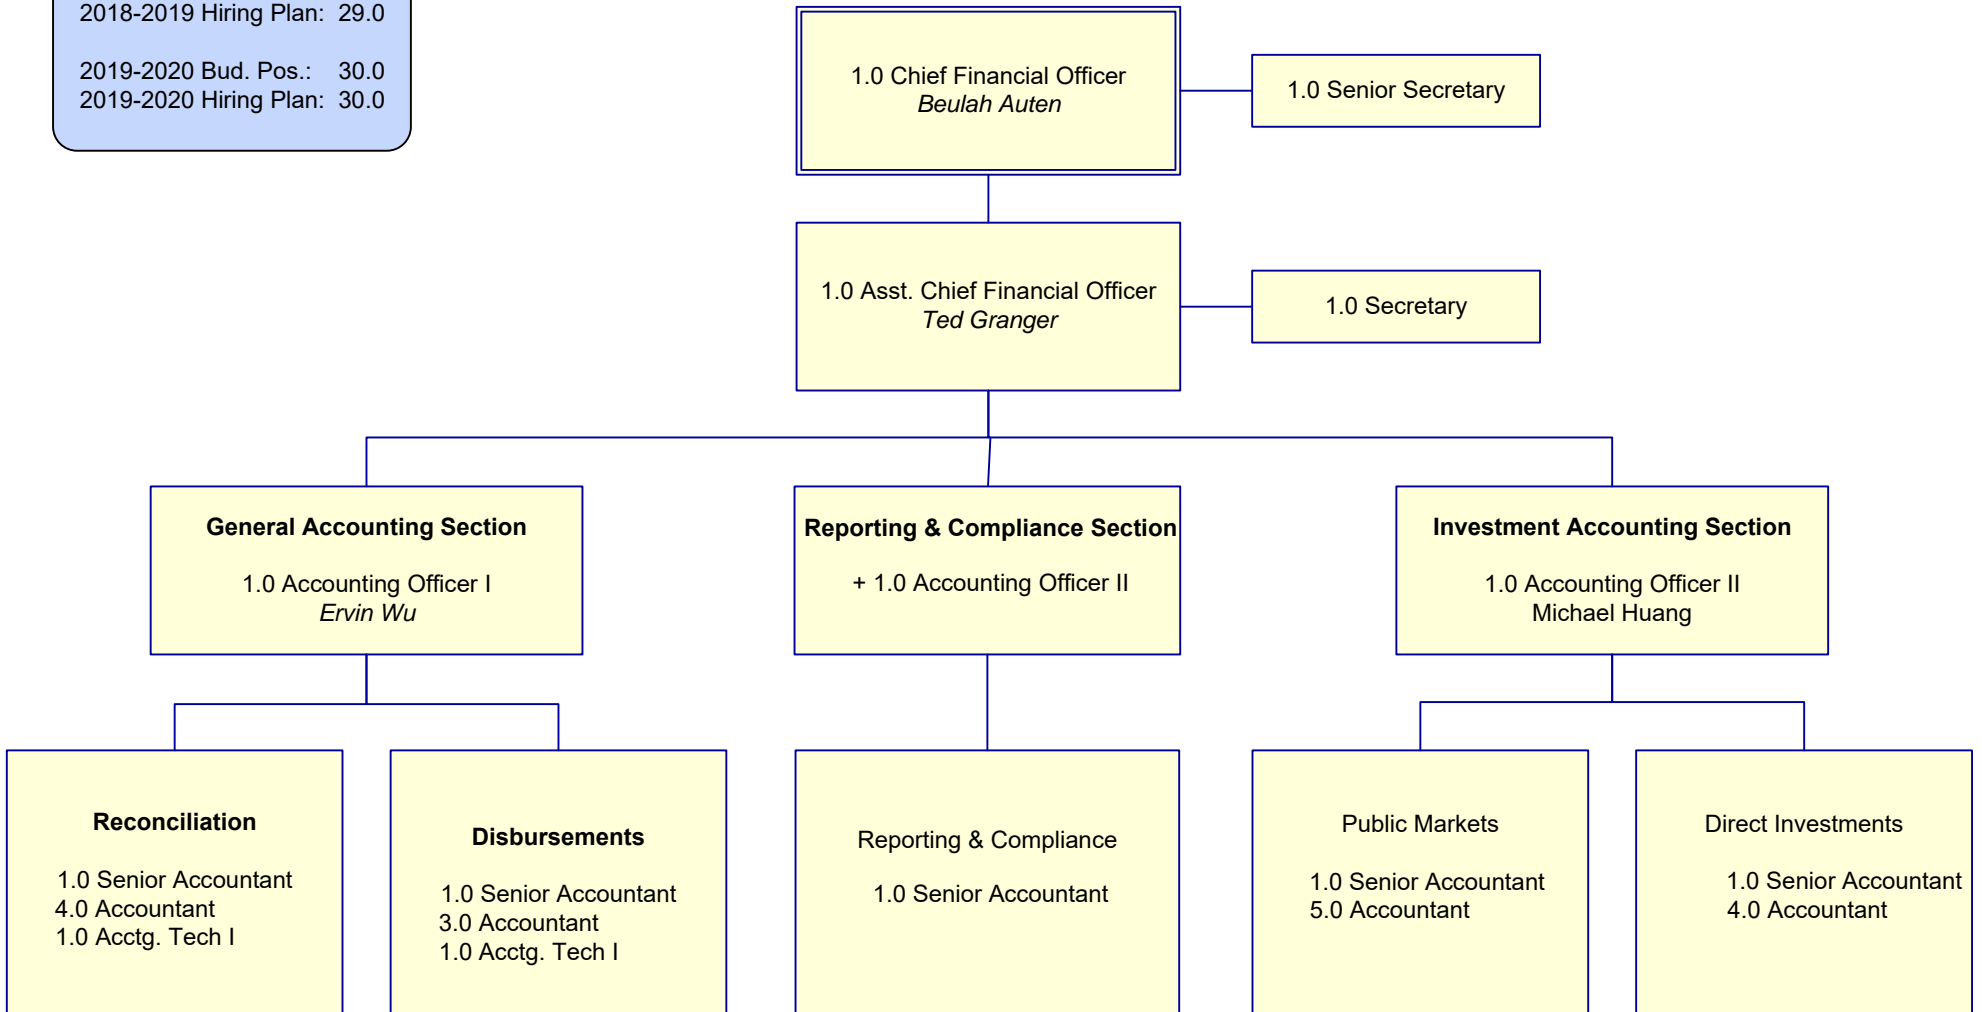 2018-2019 Hiring Plan: 29.0
2019-2020 Bud. Pos.: 30.0
2019-2020 Hiring Plan: 30.0
1.0 Chief Financial Officer
Beulah Auten
1.0 Senior Secretary
1.0 Asst. Chief Financial Officer
Ted Granger
1.0 Secretary
General Accounting Section
1.0 Accounting Officer I
Ervin Wu
Reporting & Compliance Section
+ 1.0 Accounting Officer II
Investment Accounting Section
1.0 Accounting Officer II
Michael Huang
Reconciliation
1.0 Senior Accountant
4.0 Accountant
1.0 Acctg. Tech I
Disbursements
1.0 Senior Accountant
3.0 Accountant
1.0 Acctg. Tech I
Reporting & Compliance
1.0 Senior Accountant
Public Markets
1.0 Senior Accountant
5.0 Accountant
Direct Investments
1.0 Senior Accountant
4.0 Accountant